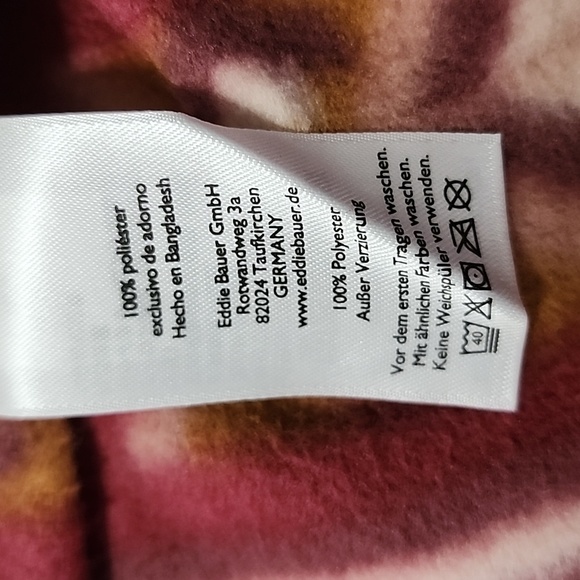 100% poliéster
exclusivo de adorno
Hecho en Bangladesh
Eddie Bauer GmbH
Rotwandweg 3a
82024 Taufkirchen
GERMANY
www.eddiebauer.de
100% Polyester
Außer Verzierung
Vor dem ersten Tragen waschen.
Mit ähnlichen Farben waschen.
Keine Weichspüler verwenden.
40